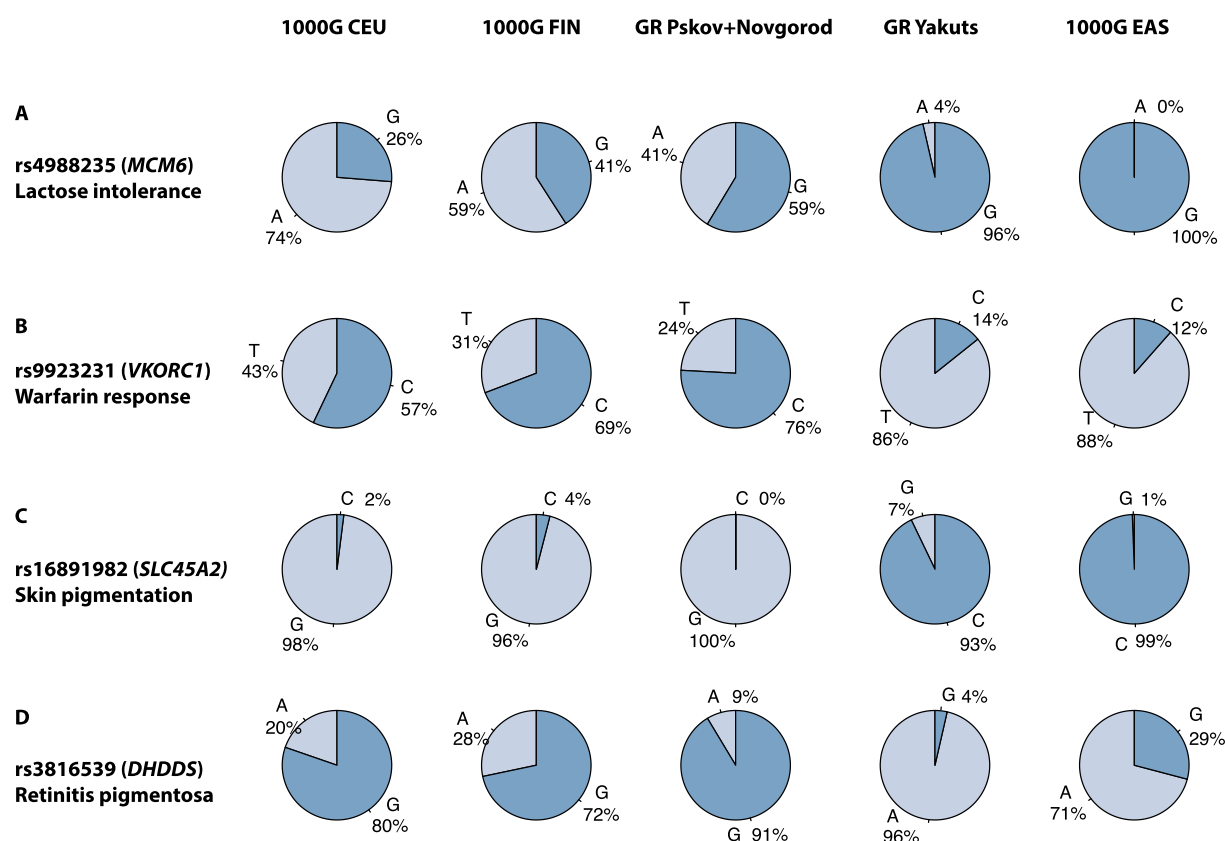 1000G CEU 1000G FIN GR Pskov+Novgorod GR Yakuts 1000G EAS
A
rs4988235 (MCM6)
Lactose intolerance
G
26%
A
74%
G
41%
A
59%
A
41%
G
59%
A 4%
G
96%
A 0%
G
100%
B
rs9923231 (VKORC1)
Warfarin response
T
43%
C
57%
T
31%
C
69%
T
24%
C
76%
C
14%
T
86%
C
12%
T
88%
C
rs16891982 (SLC45A2)
Skin pigmentation
C 2%
G
98%
C 4%
G
96%
C 0%
G
100%
G
7%
C
93%
G 1%
C 99%
D
rs3816539 (DHDDS)
Retinitis pigmentosa
A
20%
G
80%
A
28%
G
72%
A 9%
G 91%
G 4%
A
96%
G
29%
A
71%